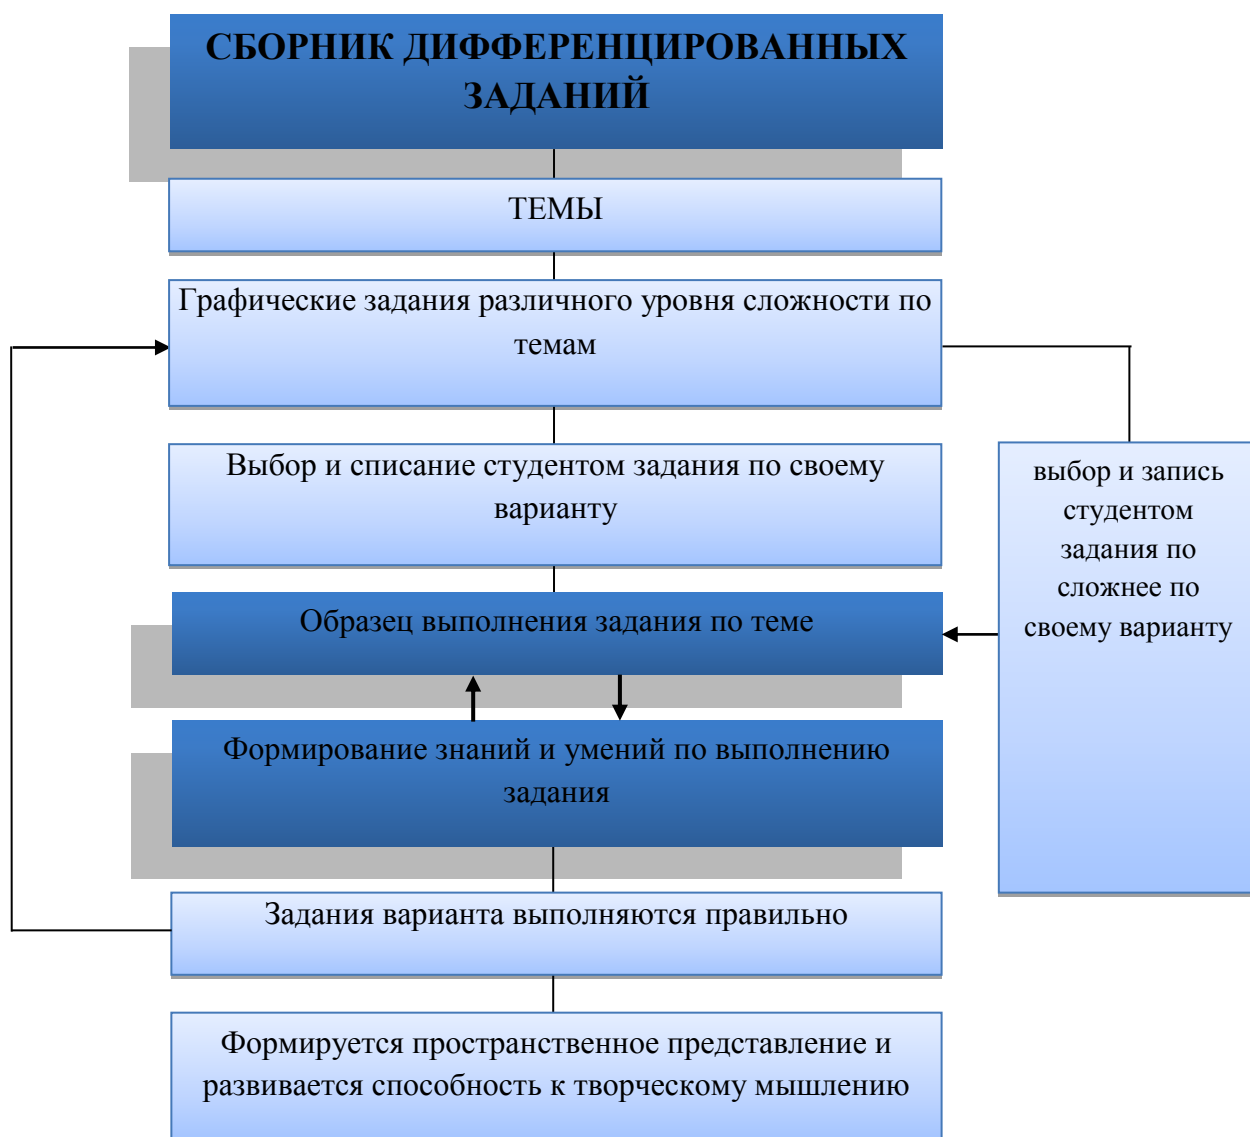 СБОРНИК ДИФФЕРЕНЦИРОВАННЫХ
ЗАДАНИЙ
ТЕМЫ
Графические задания различного уровня сложности по
темам
Выбор и списание студентом задания по своему
варианту
выбор и запись
студентом
задания по
сложнее по
своему варианту
Образец выполнения задания по теме
Формирование знаний и умений по выполнению
задания
Задания варианта выполняются правильно
Формируется пространственное представление и
развивается способность к творческому мышлению